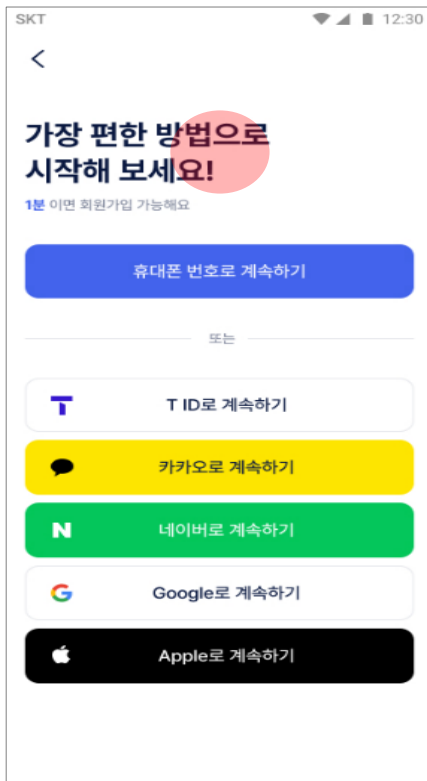 SKT 12:30
가장 편한 방법으로
시작해 보세요!
1분 이면 회원가입 가능해요
휴대폰 번호로 계속하기
또는
T ID로 계속하기
카카오로 계속하기
N 네이버로 계속하기
G Google로 계속하기
Apple로 계속하기